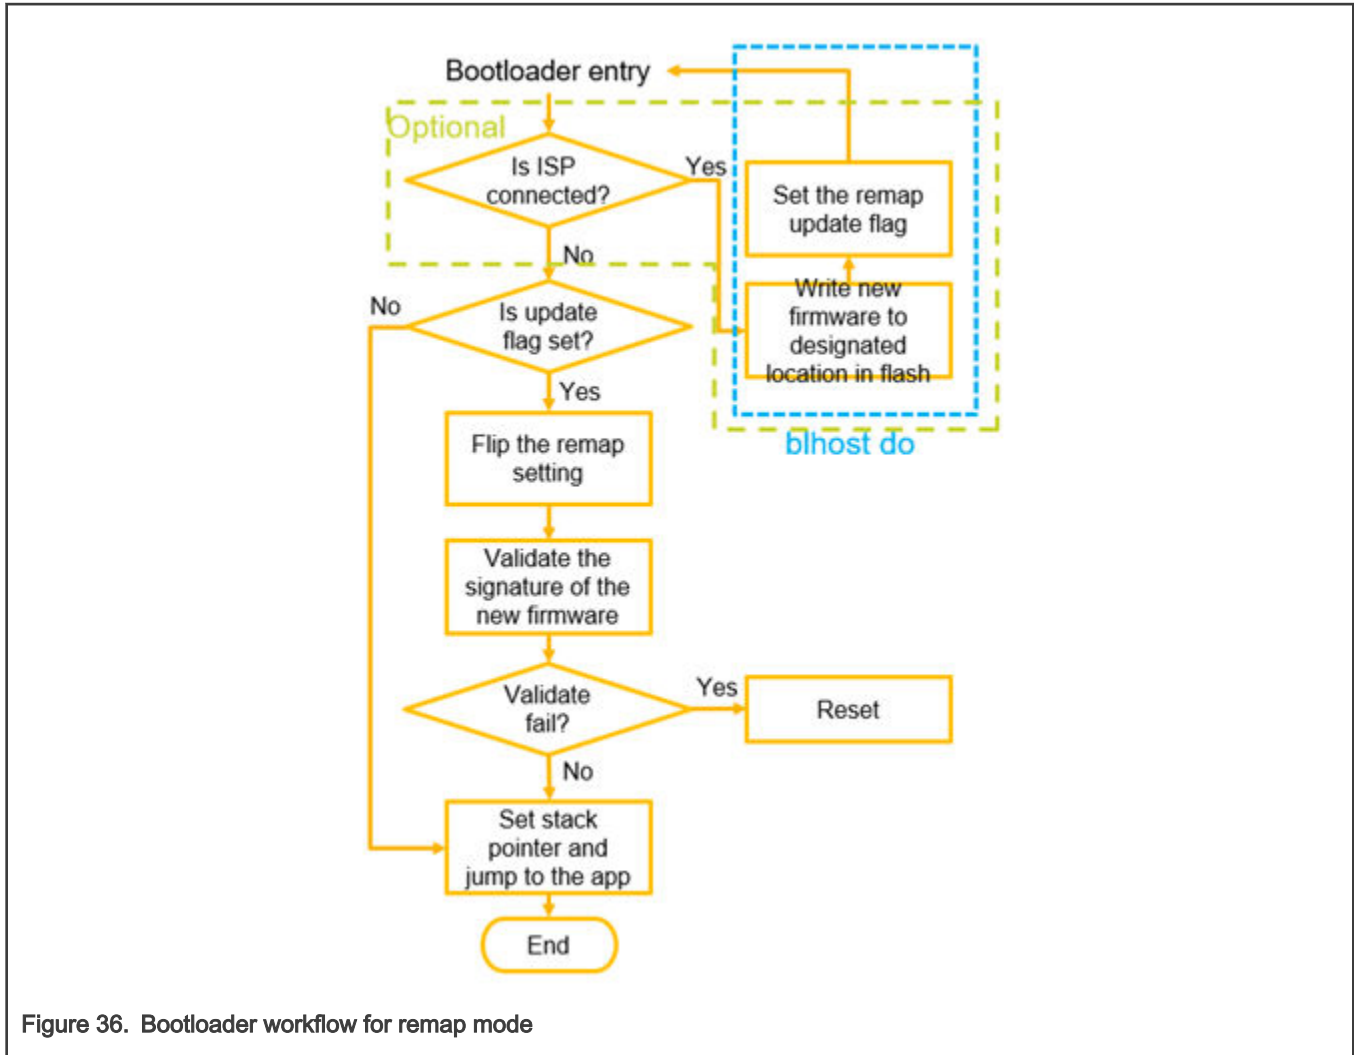 Bootloader entry
Optional
Is ISP
connected?
Yes
No
Set the remap
update flag
Write new
firmware to
designated
location in flash
blhost do
Is update
flag set?
No
Yes
Flip the remap
setting
Validate the
signature of the
new firmware
Validate
fail?
Yes
Reset
No
Set stack
pointer and
jump to the app
End
Figure 36. Bootloader workflow for remap mode